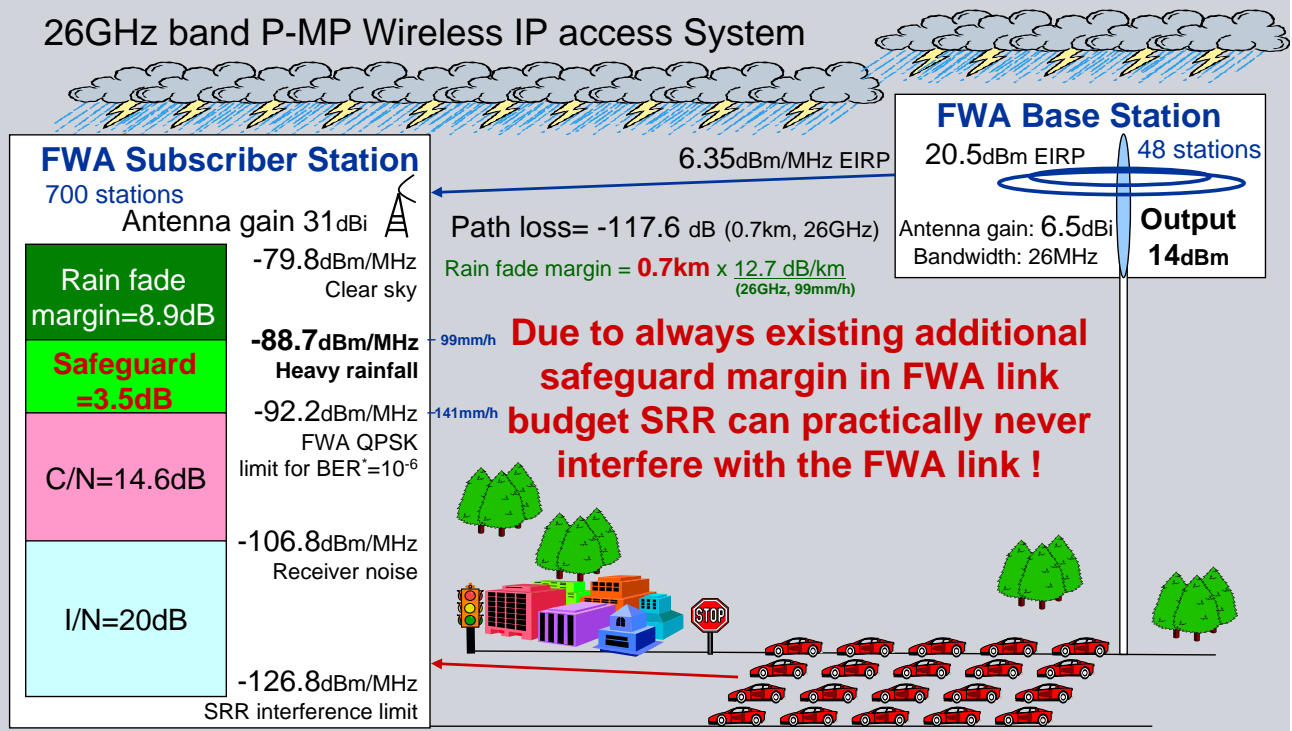 26GHz band P-MP Wireless IP access System
FWA Base Station
20.5dBm EIRP
48 stations
Antenna gain: 6.5dBi
Bandwidth: 26MHz
Output
14dBm
FWA Subscriber Station
700 stations
Antenna gain 31dBi
6.35dBm/MHz EIRP
Path loss= -117.6 dB (0.7km, 26GHz)
Rain fade margin = 0.7km x 12.7 dB/km
(26GHz, 99mm/h)
Rain fade
margin=8.9dB
Safeguard
=3.5dB
C/N=14.6dB
I/N=20dB
-79.8dBm/MHz
Clear sky
-88.7dBm/MHz
Heavy rainfall
99mm/h
-92.2dBm/MHz
141mm/h
FWA QPSK
limit for BER*=10-6
-106.8dBm/MHz
Receiver noise
-126.8dBm/MHz
SRR interference limit
Due to always existing additional
safeguard margin in FWA link
budget SRR can practically never
interfere with the FWA link !
STOP